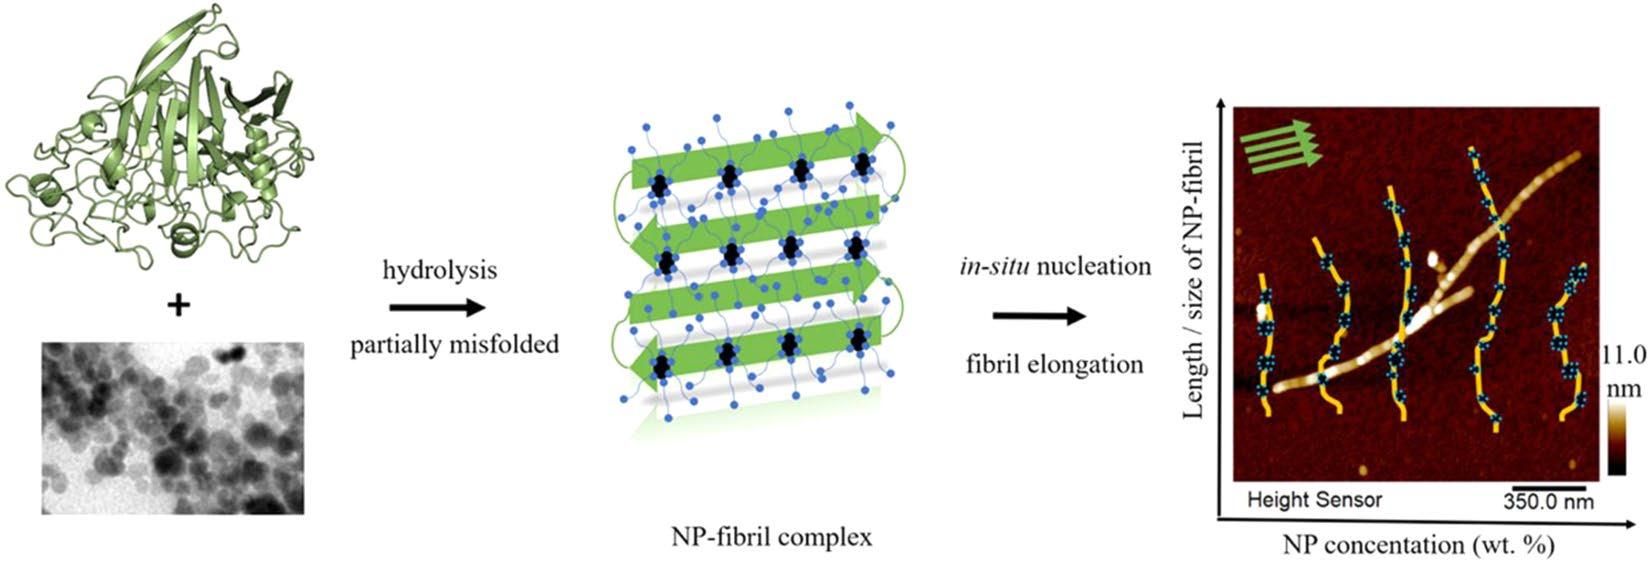 +
hydrolysis
partially misfolded
NP-fibril complex
in-situ nucleation
fibril elongation
Length / size of NP-fibril
11.0
nm
Height Sensor
350.0 nm
NP concentation (wt. %)